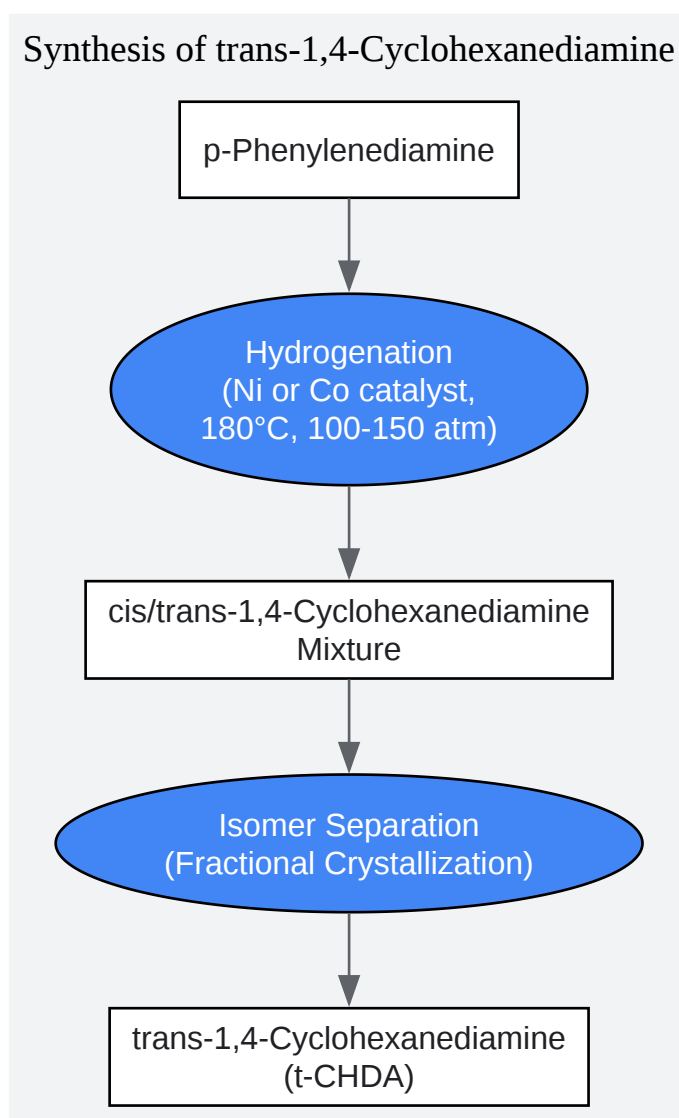 Synthesis of trans-1,4-Cyclohexanediamine
p-Phenylenediamine
Hydrogenation
(Ni or Co catalyst,
180°C, 100-150 atm)
cis/trans-1,4-Cyclohexanediamine
Mixture
Isomer Separation
(Fractional Crystallization)
trans-1,4-Cyclohexanediamine
(t-CHDA)